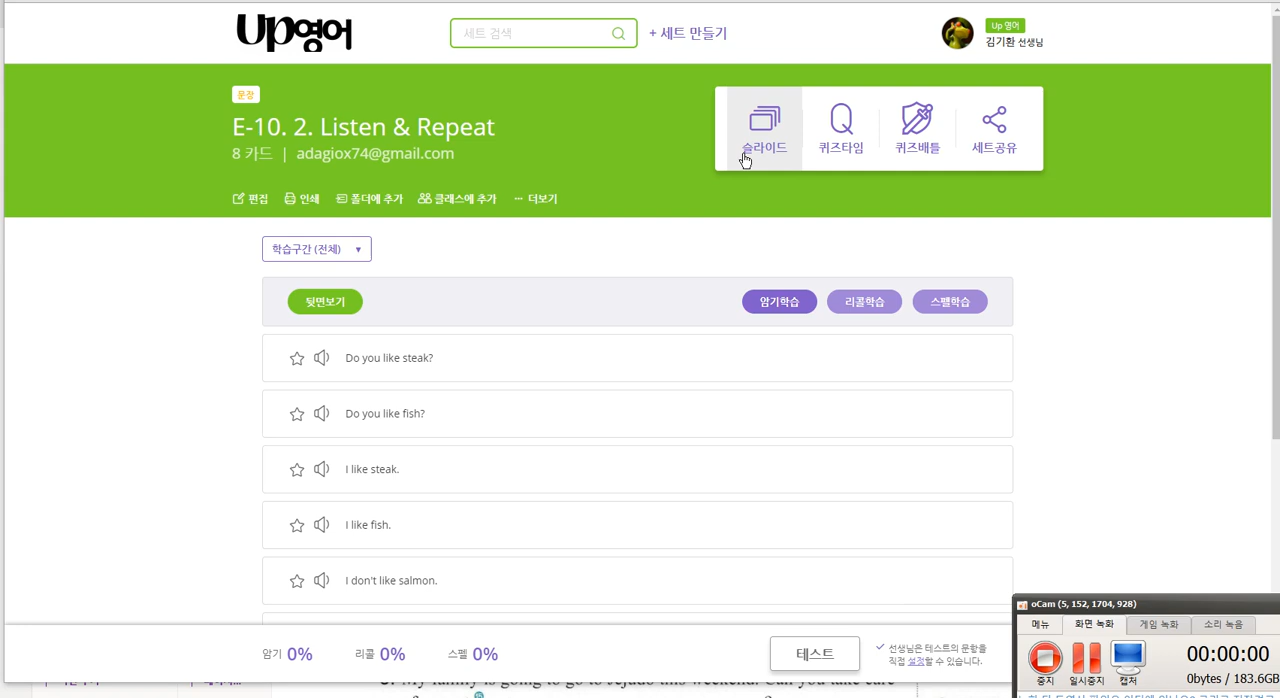 Up영어
세트 검색
+ 세트 만들기
Up 영어
김기환 선생님
문장
E-10. 2. Listen & Repeat
8 카드 | adagiox74@gmail.com
슬라이드
퀴즈타임
퀴즈배틀
세트공유
편집
인쇄
폴더에 추가
클래스에 추가
··· 더보기
학습구간 (전체) ▼
뒷면보기
암기학습
리콜학습
스펠학습
Do you like steak?
Do you like fish?
I like steak.
I like fish.
I don't like salmon.
암기 0%
리콜 0%
스펠 0%
테스트
선생님은 테스트의 문항을
직접 설정할 수 있습니다.
oCam (5, 152, 1704, 928)
메뉴
화면 녹화
게임 녹화
소리 녹음
중지
일시중지
캡처
00:00:00
0bytes / 183.6GB